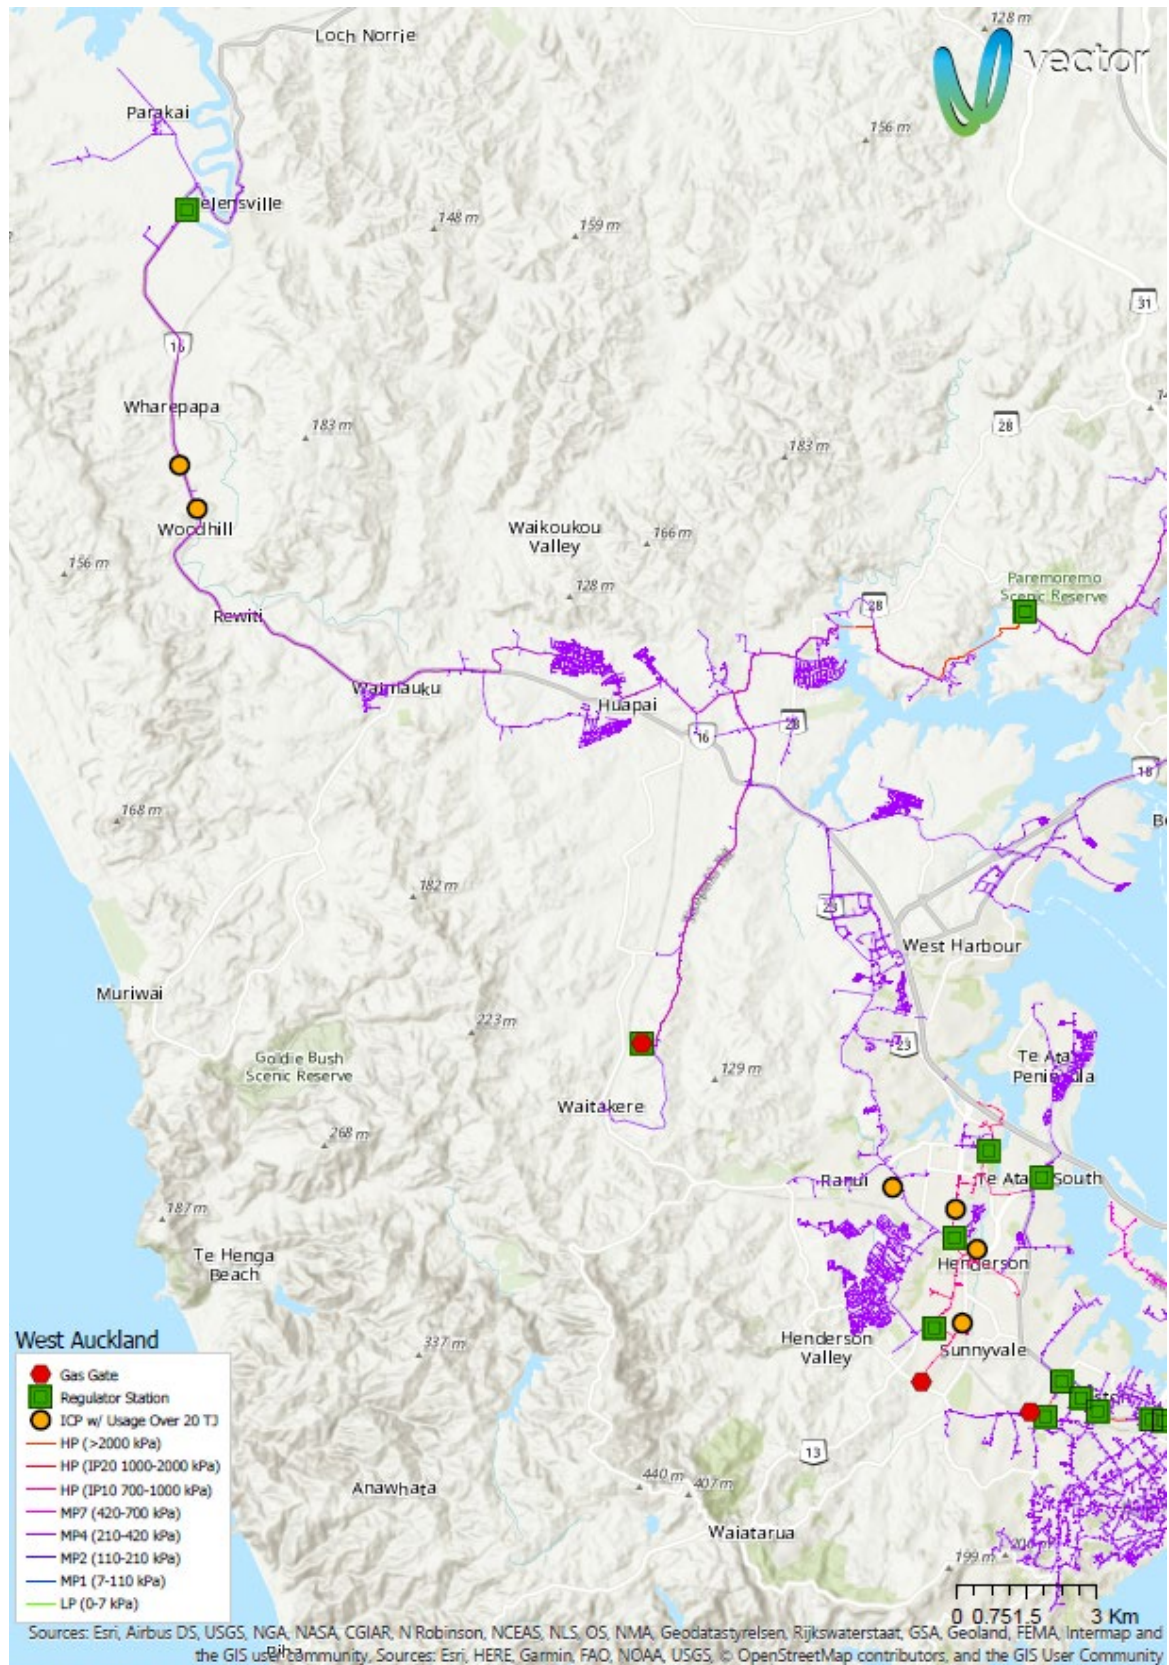 Loch Norrie
128 m
vector
Parakai
156 m
elensville
148 m
159 m
31
16
Wharepapa
183 m
28
183 m
Waikoukou
Valley
166 m
Woodhill
156 m
128 m
Paremoremo
Scenic Reserve
28
Rewiti
Waimauku
Huapai
28
16
18
168 m
182 m
23
West Harbour
Muriwai
223 m
23
Goldie Bush
Scenic Reserve
129 m
Te Ata
Peninsula
Waitakere
268 m
Ranui
Te Ata South
187 m
Te Henga
Beach
Henderson
West Auckland
337 m
Henderson
Valley
Sunnyvale
Gas Gate
Regulator Station
ICP w/ Usage Over 20 TJ
HP (>2000 kPa)
HP (IP20 1000-2000 kPa)
HP (IP10 700-1000 kPa)
MP7 (420-700 kPa)
MP4 (210-420 kPa)
MP2 (110-210 kPa)
MP1 (7-110 kPa)
LP (0-7 kPa)
13
440 m
407 m
Anawhata
Waiatarua
199 m
0 0.75 1.5 3 Km
Sources: Esri, Airbus DS, USGS, NGA, NASA, CGIAR, N Robinson, NCEAS, NLS, OS, NMA, Geodatastyrelsen, Rijkswaterstaat, GSA, Geoland, FEMA, Intermap and
the GIS user community, Sources: Esri, HERE, Garmin, FAO, NOAA, USGS, © OpenStreetMap contributors, and the GIS User Community